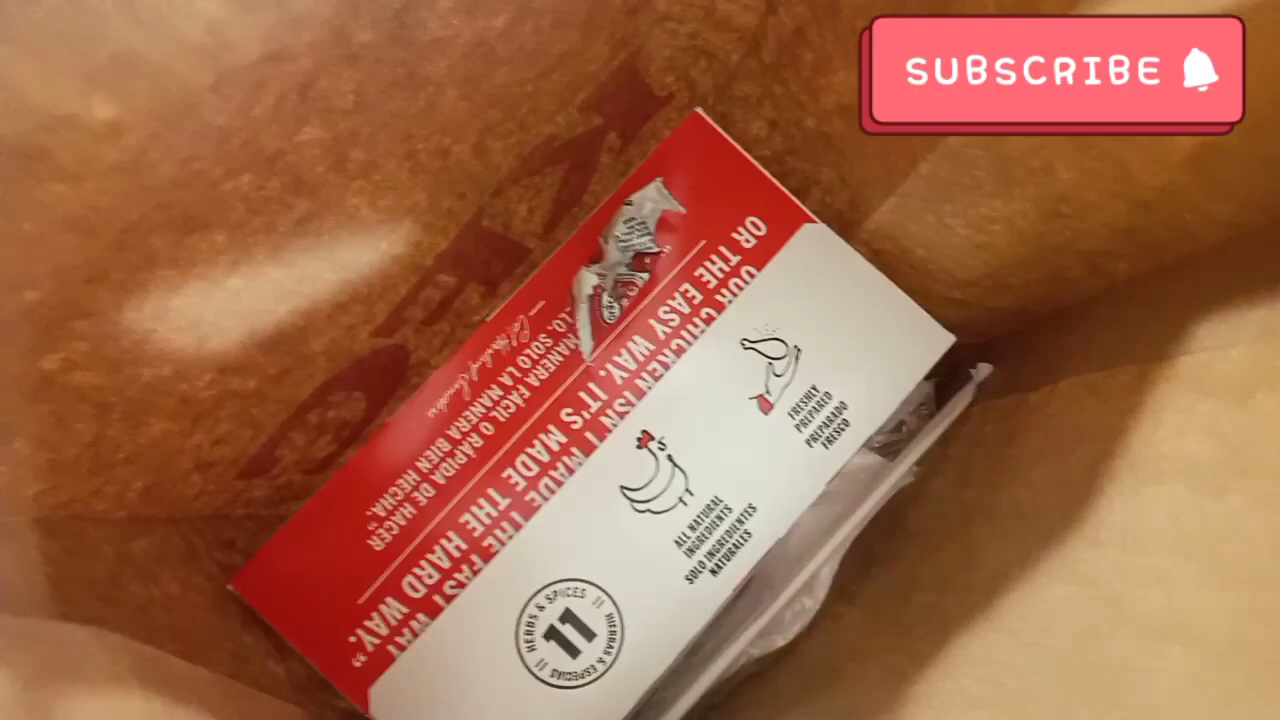 SUBSCRIBE
OUR CHICKEN ISN'T MADE THE FAST WAY
OR THE EASY WAY. IT'S MADE THE HARD WAY.”
MANERA FÁCIL O RÁPIDA DE HACER
LO. SOLO LA MANERA BIEN HECHA.”
FRESHLY
PREPARED
PREPARADO
FRESCO
ALL NATURAL
INGREDIENTS
SOLO INGREDIENTES
NATURALES
HERBS & SPICES
11
HIERBAS & ESPECIAS